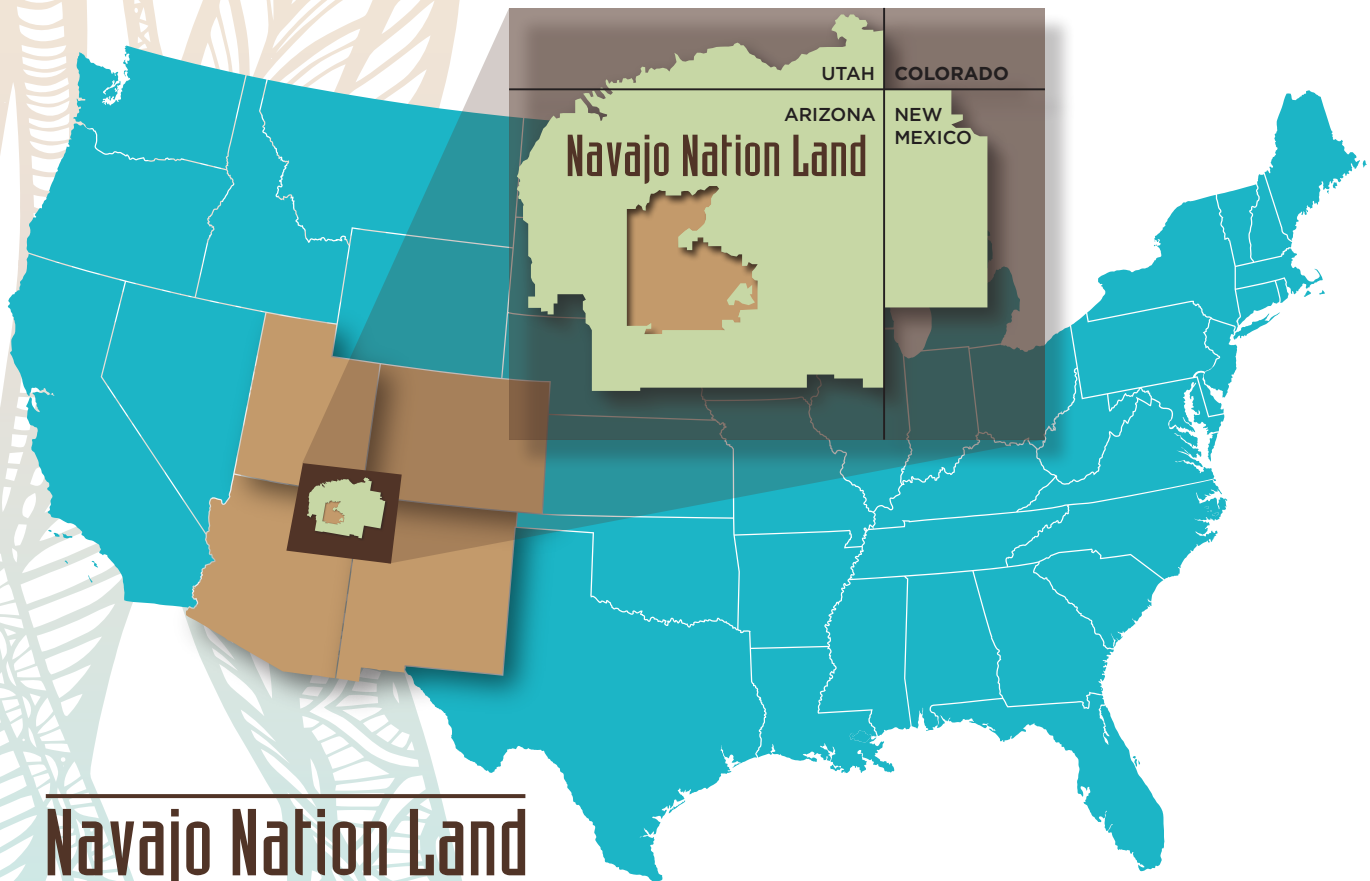 UTAH
COLORADO
ARIZONA
NEW
MEXICO
Navajo Nation Land
Navajo Nation Land